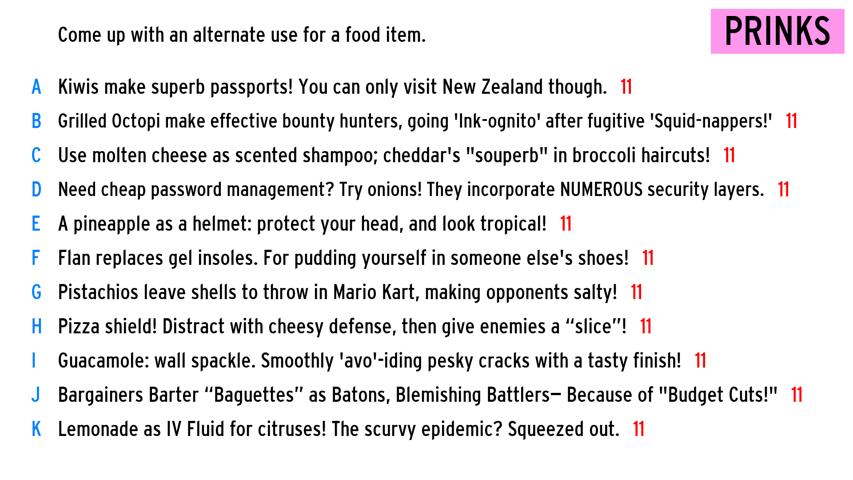 PRINKS
Come up with an alternate use for a food item.
A Kiwis make superb passports! You can only visit New Zealand though. 11
B Grilled Octopi make effective bounty hunters, going 'Ink-ognito' after fugitive 'Squid-nappers!' 11
C Use molten cheese as scented shampoo; cheddar's "souperb" in broccoli haircuts! 11
D Need cheap password management? Try onions! They incorporate NUMEROUS security layers. 11
E A pineapple as a helmet: protect your head, and look tropical! 11
F Flan replaces gel insoles. For pudding yourself in someone else's shoes! 11
G Pistachios leave shells to throw in Mario Kart, making opponents salty! 11
H Pizza shield! Distract with cheesy defense, then give enemies a “slice”! 11
I Guacamole: wall spackle. Smoothly 'avo'-iding pesky cracks with a tasty finish! 11
J Bargainers Barter “Baguettes” as Batons, Blemishing Battlers— Because of "Budget Cuts!" 11
K Lemonade as IV Fluid for citruses! The scurvy epidemic? Squeezed out. 11